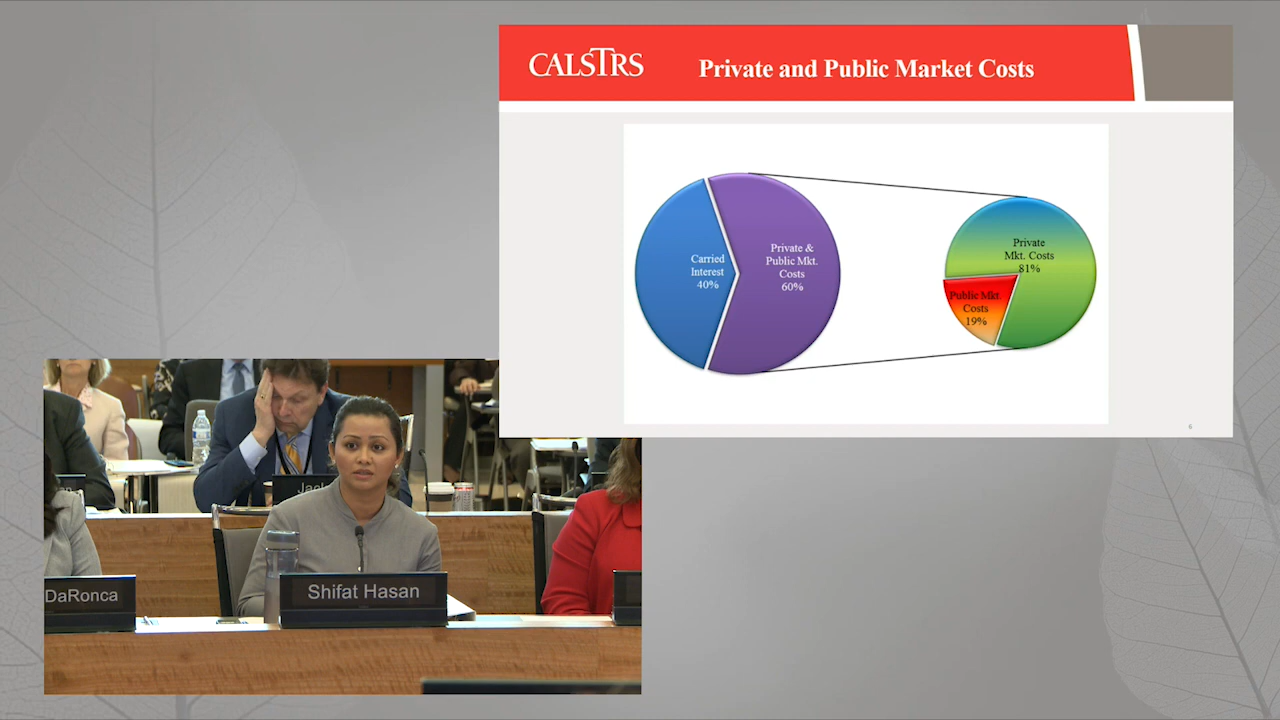 CALSTRS
Private and Public Market Costs
Carried
Interest
40%
Private &
Public Mkt.
Costs
60%
Private
Mkt. Costs
81%
Public Mkt.
Costs
19%
6
DaRonca
Shifat Hasan